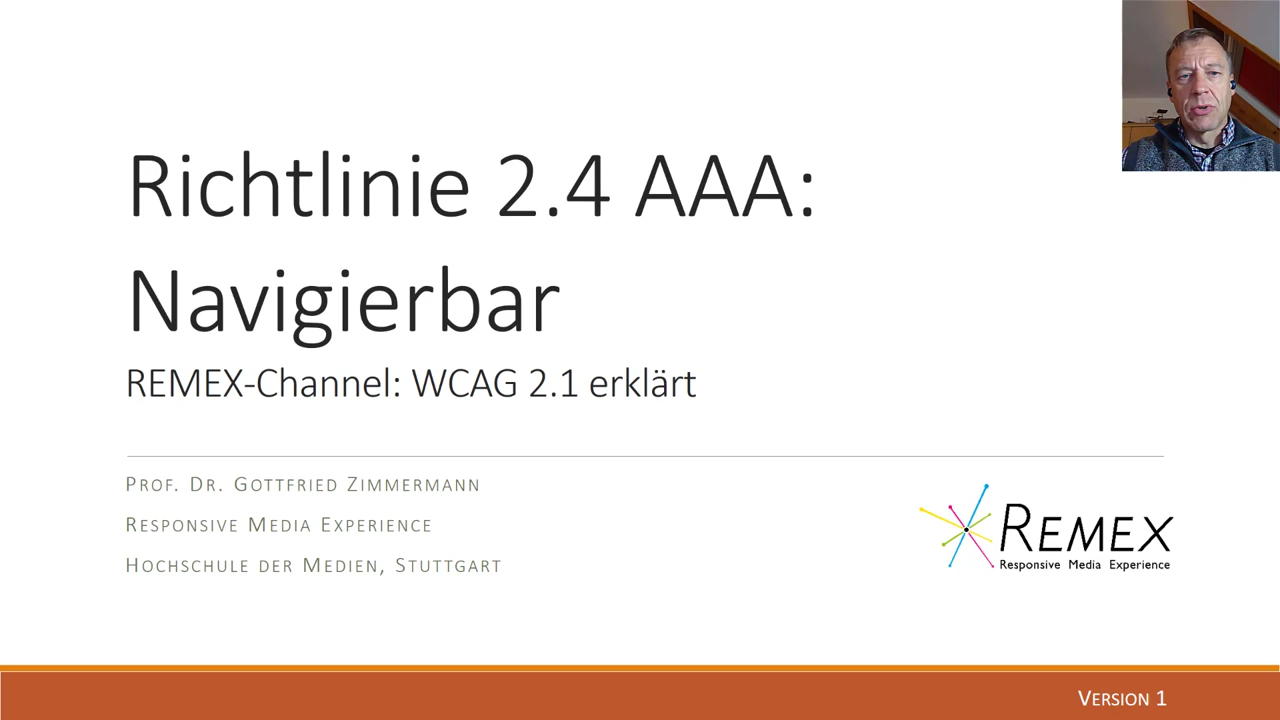 Richtlinie 2.4 AAA:
Navigierbar
REMEX-Channel: WCAG 2.1 erklärt
Prof. Dr. Gottfried Zimmermann
Responsive Media Experience
Hochschule der Medien, Stuttgart
Remex
Responsive Media Experience
Version 1